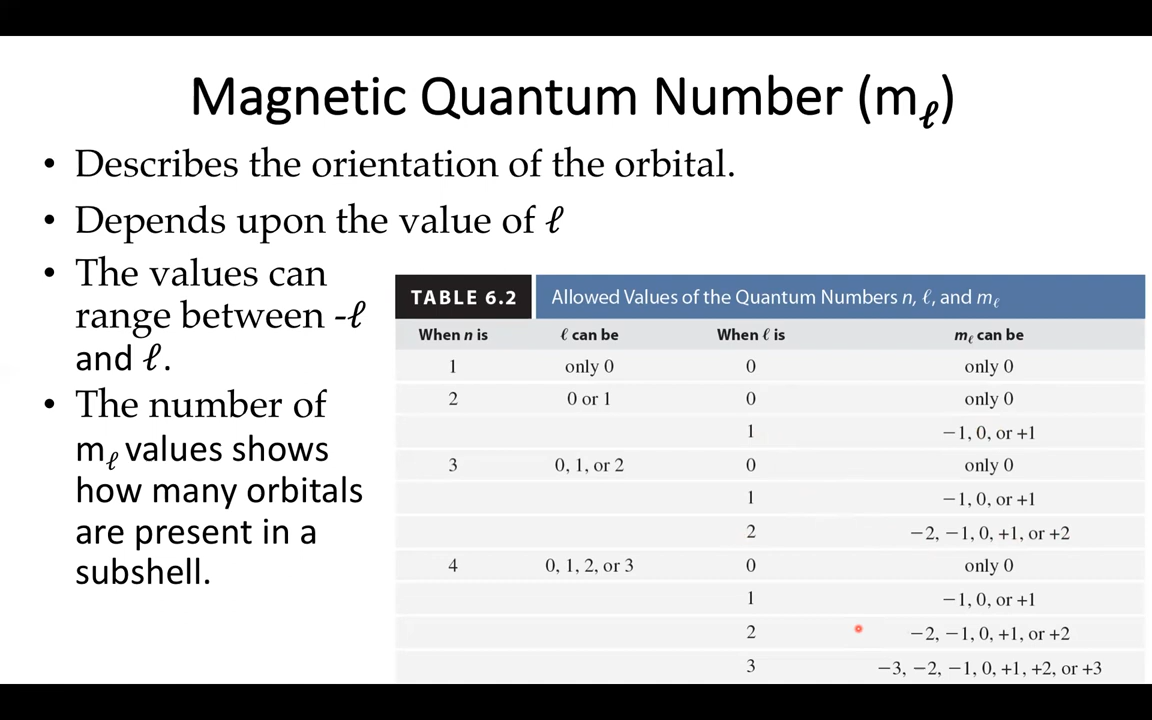 Magnetic Quantum Number (mℓ)
• Describes the orientation of the orbital.
• Depends upon the value of ℓ
• The values can
range between -ℓ
and ℓ.
• The number of
mℓ values shows
how many orbitals
are present in a
subshell.
TABLE 6.2 Allowed Values of the Quantum Numbers n, ℓ, and mℓ
When n is ℓ can be When ℓ is mℓ can be
1 only 0 0 only 0
2 0 or 1 0 only 0
1 −1, 0, or +1
3 0, 1, or 2 0 only 0
1 −1, 0, or +1
2 −2, −1, 0, +1, or +2
4 0, 1, 2, or 3 0 only 0
1 −1, 0, or +1
2 −2, −1, 0, +1, or +2
3 −3, −2, −1, 0, +1, +2, or +3